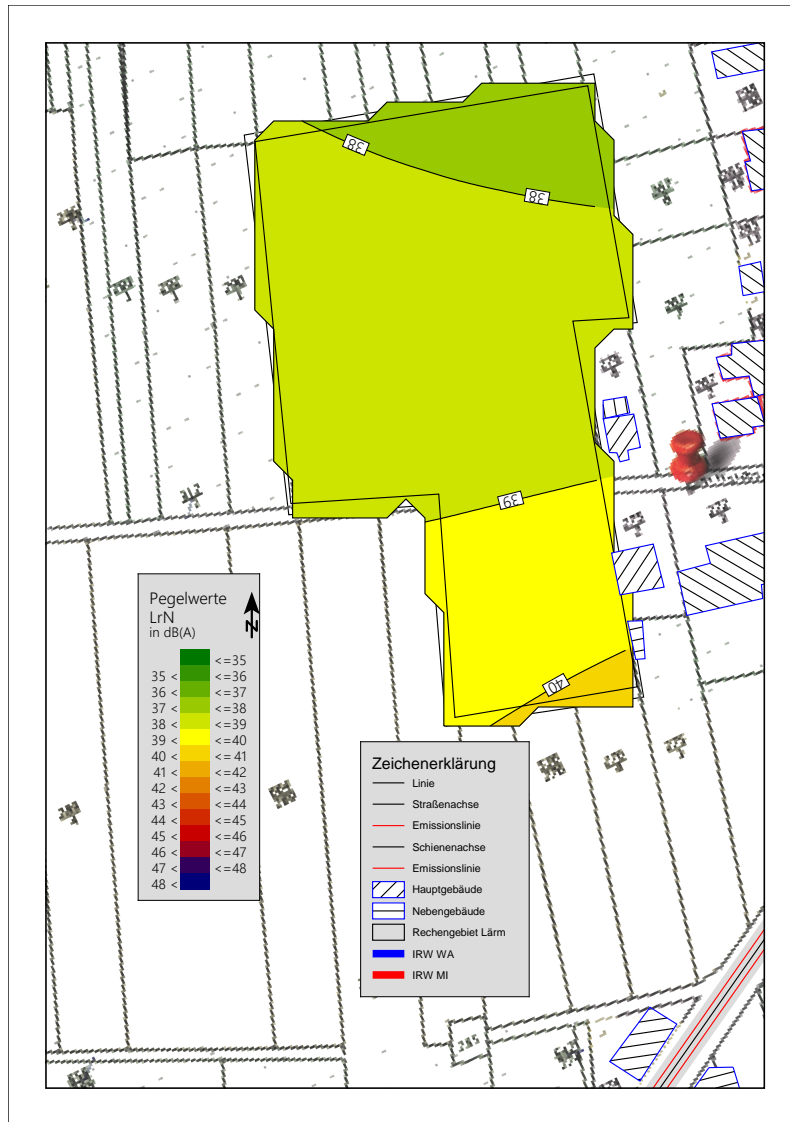 38
38
39
40
Pegelwerte
LrN
in dB(A)
N
<=35
35 < <=36
36 < <=37
37 < <=38
38 < <=39
39 < <=40
40 < <=41
41 < <=42
42 < <=43
43 < <=44
44 < <=45
45 < <=46
46 < <=47
47 < <=48
48 <
Zeichenerklärung
Linie
Straßenachse
Emissionslinie
Schienenachse
Emissionslinie
Hauptgebäude
Nebengebäude
Rechengebiet Lärm
IRW WA
IRW MI